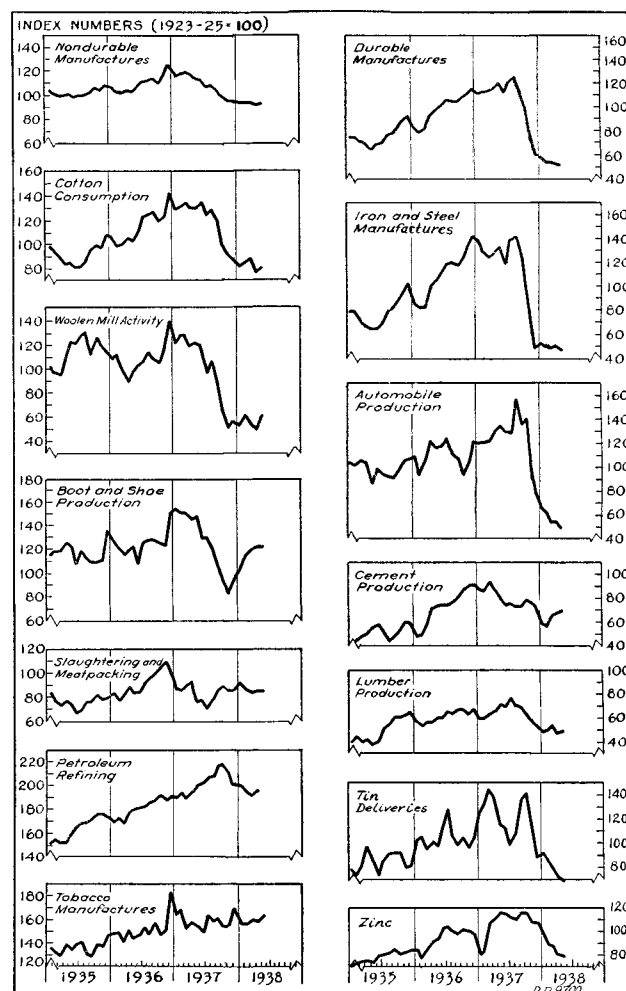 INDEX NUMBERS (1923-25=100)
Nondurable
Manufactures
140
120
100
80
60
Cotton
Consumption
160
140
120
100
80
Woolen Mill Activity
140
120
100
80
60
40
Boot and Shoe
Production
180
160
140
120
100
80
60
Slaughtering and
Meatpacking
120
100
80
60
Petroleum
Refining
220
200
180
160
140
Tobacco
Manufactures
180
160
140
120
1935 1936 1937 1938
Durable
Manufactures
160
140
120
100
80
60
40
Iron and Steel
Manufactures
160
140
120
100
80
60
40
Automobile
Production
160
140
120
100
80
60
40
Cement
Production
100
80
60
40
Lumber
Production
100
80
60
40
Tin
Deliveries
140
120
100
80
Zinc
120
100
80
1935 1936 1937 1938